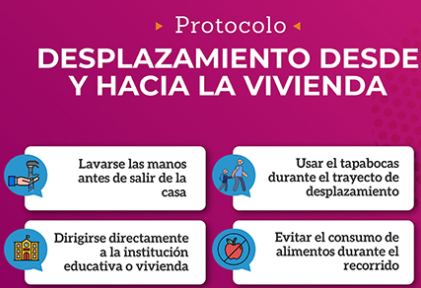 Protocolo
DESPLAZAMIENTO DESDE
Y HACIA LA VIVIENDA
Lavarse las manos
antes de salir de la
casa
Usar el tapabocas
durante el trayecto de
desplazamiento
Dirigirse directamente
a la institución
educativa o vivienda
Evitar el consumo de
alimentos durante el
recorrido